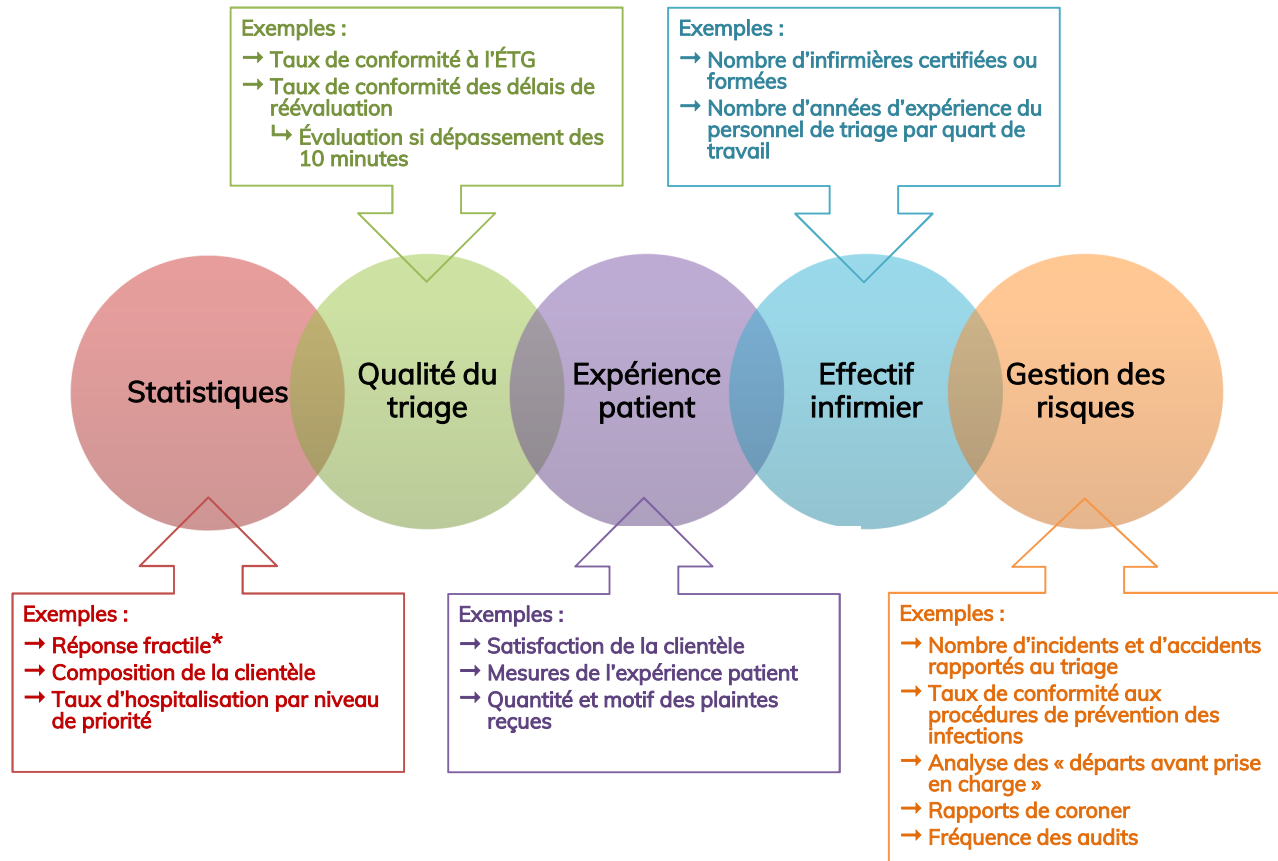 Exemples :
→ Taux de conformité à l'ÉTG
→ Taux de conformité des délais de
réévaluation
↳ Évaluation si dépassement des
10 minutes
Exemples :
→ Nombre d'infirmières certifiées ou
formées
→ Nombre d'années d'expérience du
personnel de triage par quart de
travail
Statistiques
Qualité du
triage
Expérience
patient
Effectif
infirmier
Gestion des
risques
Exemples :
→ Réponse fractile*
→ Composition de la clientèle
→ Taux d'hospitalisation par niveau
de priorité
Exemples :
→ Satisfaction de la clientèle
→ Mesures de l'expérience patient
→ Quantité et motif des plaintes
reçues
Exemples :
→ Nombre d'incidents et d'accidents
rapportés au triage
→ Taux de conformité aux
procédures de prévention des
infections
→ Analyse des « départs avant prise
en charge »
→ Rapports de coroner
→ Fréquence des audits